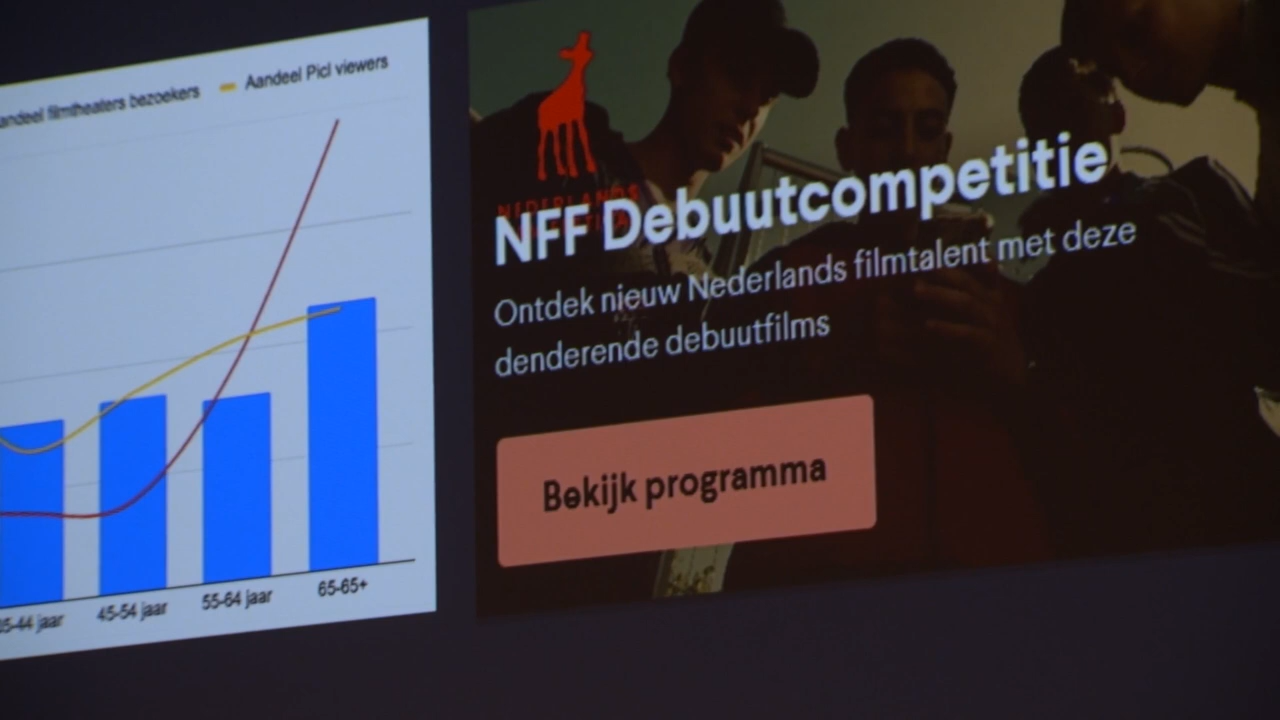 andeel filmtheaters bezoekers
Aandeel Picl viewers
45-54 jaar
55-64 jaar
65-65+
NEDERLANDS
NFF Debuutcompetitie
Ontdek nieuw Nederlands filmtalent met deze
denderende debuutfilms
Bekijk programma